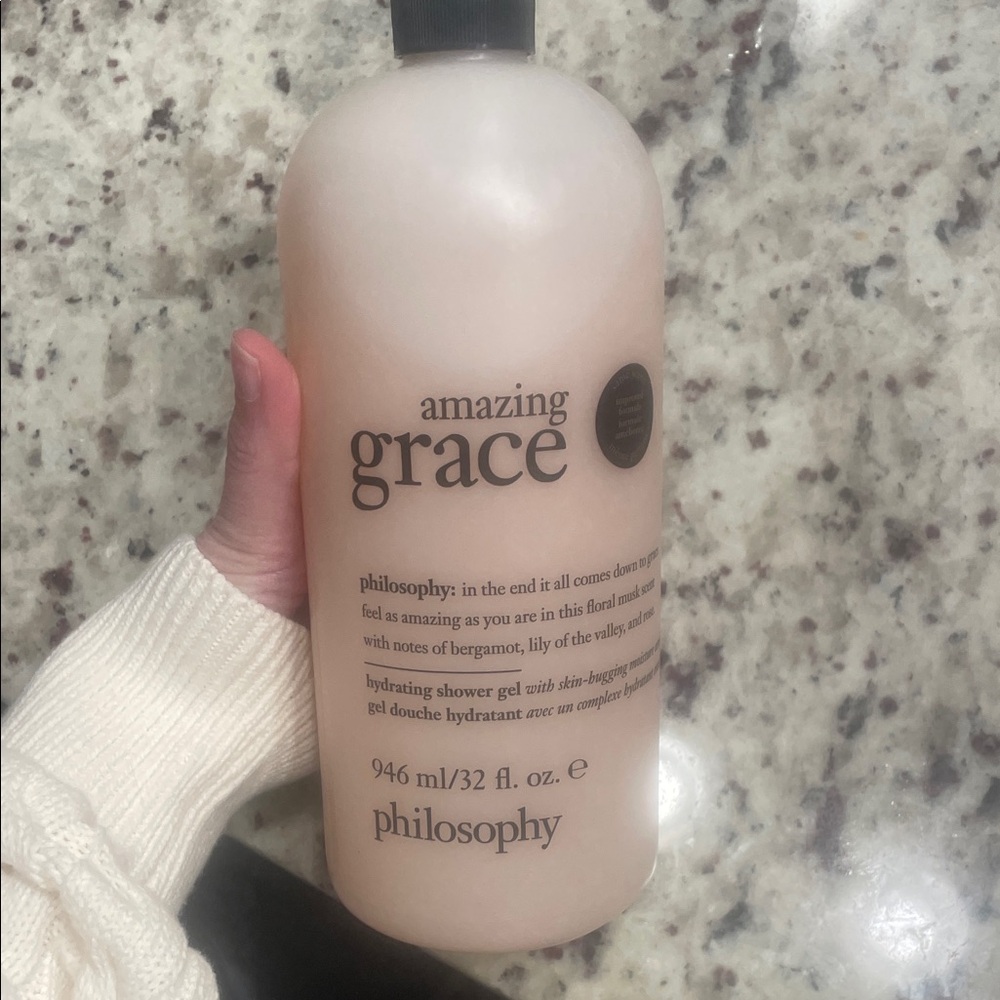 amazing
grace
philosophy: in the end it all comes down to
feel as amazing as you are in this floral musk scent
with notes of bergamot, lily of the valley, and
hydrating shower gel with skin-hugging moisture
gel douche hydratant avec un complexe hydratant
946 ml/32 fl. oz. ℮
philosophy